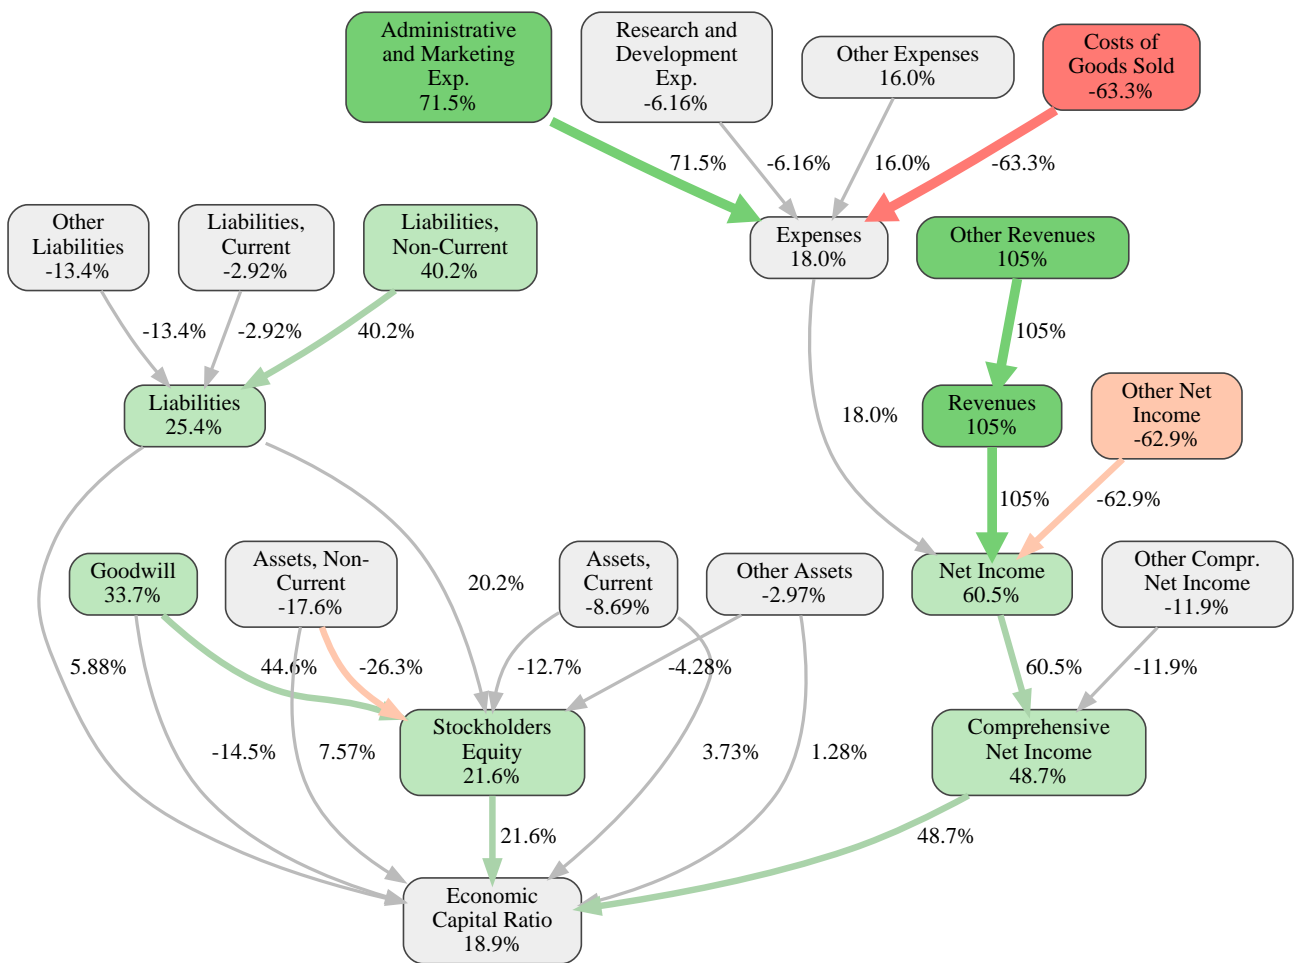 Administrative
and Marketing
Exp.
71.5%
Research and
Development
Exp.
-6.16%
Other Expenses
16.0%
Costs of
Goods Sold
-63.3%
71.5%
-6.16%
16.0%
-63.3%
Other
Liabilities
-13.4%
Liabilities,
Current
-2.92%
Liabilities,
Non-Current
40.2%
Expenses
18.0%
Other Revenues
105%
-13.4%
-2.92%
40.2%
105%
Liabilities
25.4%
18.0%
Revenues
105%
Other Net
Income
-62.9%
105%
-62.9%
Goodwill
33.7%
Assets, Non-
Current
-17.6%
20.2%
Assets,
Current
-8.69%
Other Assets
-2.97%
Net Income
60.5%
Other Compr.
Net Income
-11.9%
5.88%
44.6%
-26.3%
-12.7%
-4.28%
60.5%
-11.9%
-14.5%
7.57%
Stockholders
Equity
21.6%
3.73%
1.28%
Comprehensive
Net Income
48.7%
21.6%
48.7%
Economic
Capital Ratio
18.9%